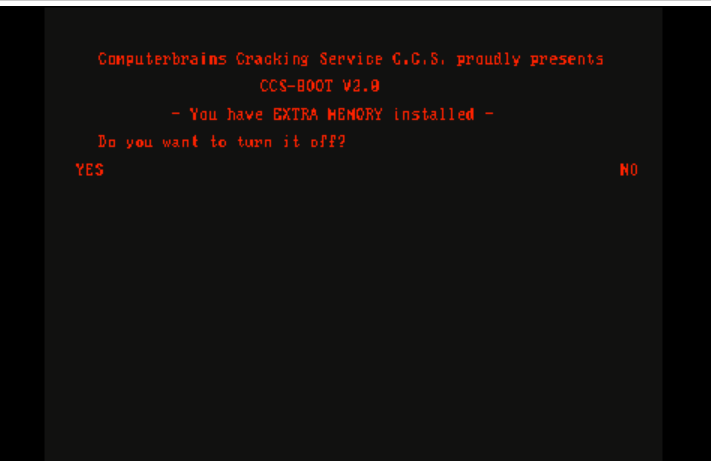 Computerbrains Cracking Service C.C.S. proudly presents
CCS-BOOT V2.0
- You have EXTRA MEMORY installed -
Do you want to turn it off?
YES NO